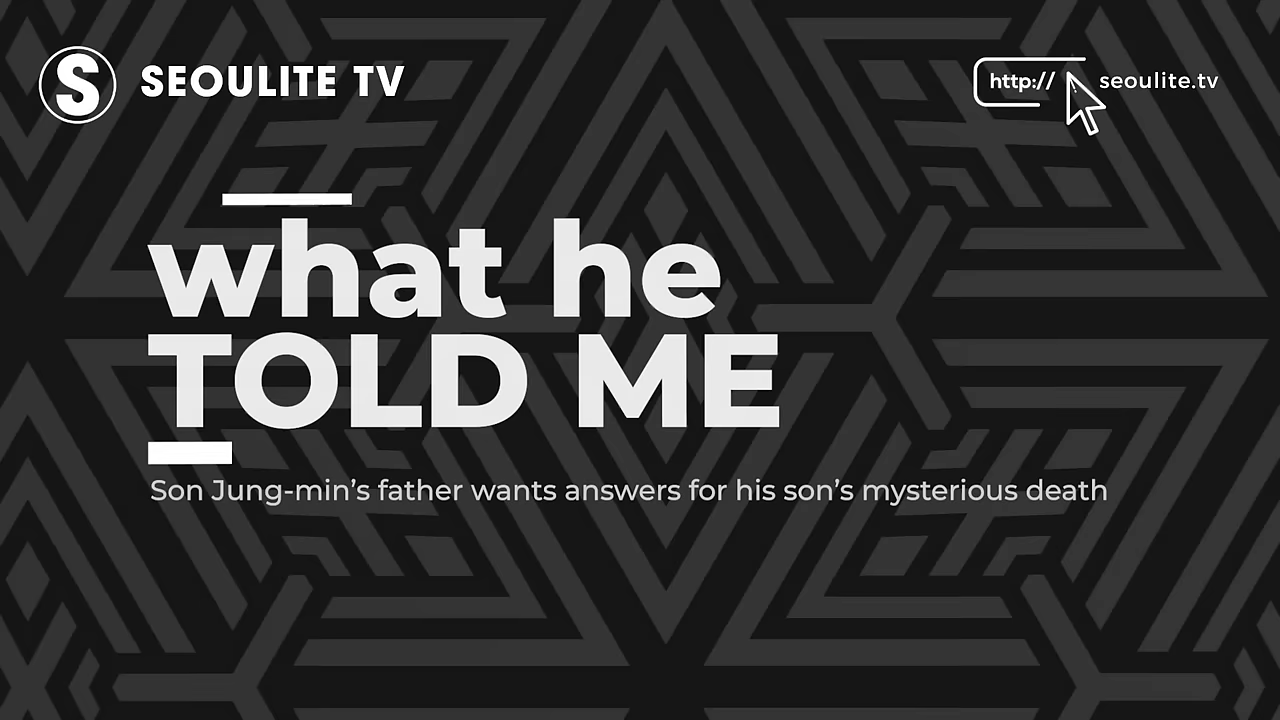 S SEOULITE TV
http:// seoulite.tv
what he
TOLD ME
Son Jung-min’s father wants answers for his son’s mysterious death